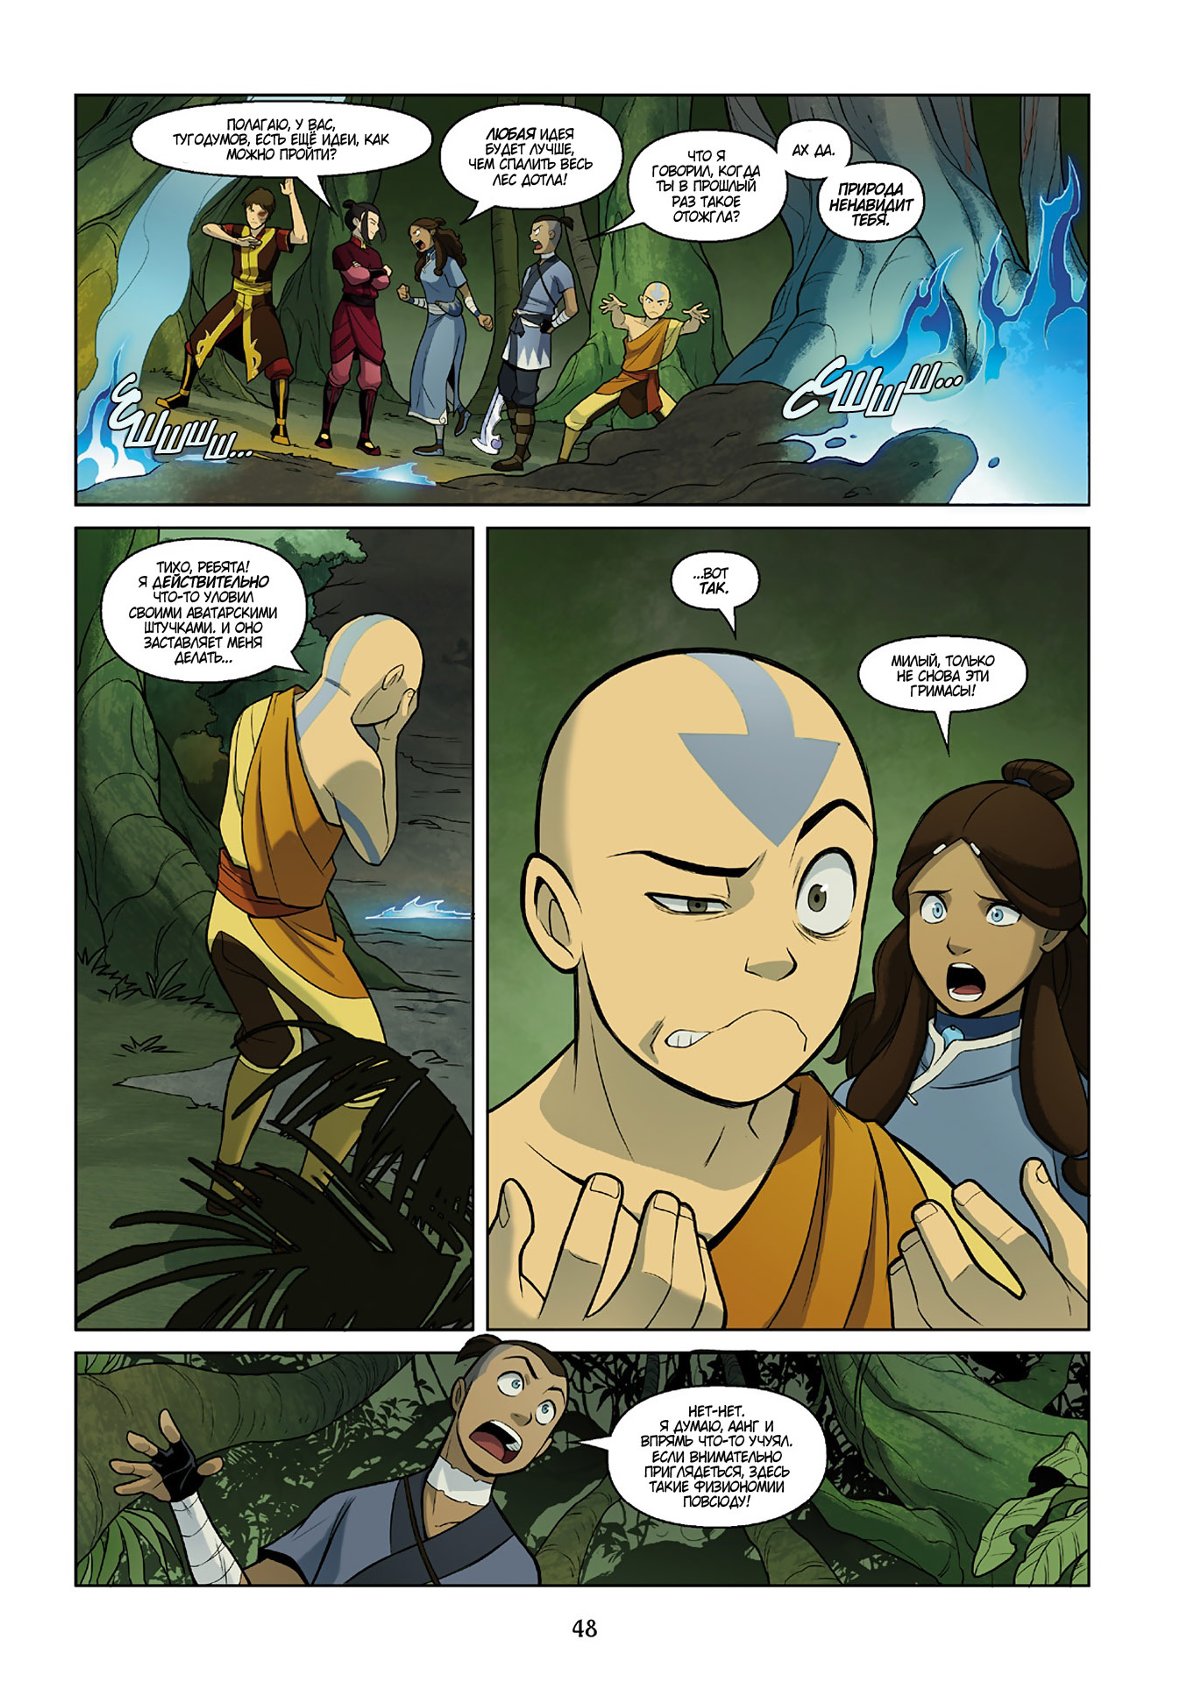 ПОЛАГАЮ, У ВАС,
ТУГОДУМОВ, ЕСТЬ ЕЩЁ ИДЕИ, КАК
МОЖНО ПРОЙТИ?
ЛЮБАЯ ИДЕЯ
БУДЕТ ЛУЧШЕ,
ЧЕМ СПАЛИТЬ ВЕСЬ
ЛЕС ДОТЛА!
ЧТО Я
ГОВОРИЛ, КОГДА
ТЫ В ПРОШЛЫЙ
РАЗ ТАКОЕ
ОТОЖГЛА?
АХ ДА.
ПРИРОДА
НЕНАВИДИТ
ТЕБЯ.
ТИХО, РЕБЯТА!
Я ДЕЙСТВИТЕЛЬНО
ЧТО-ТО УЛОВИЛ
СВОИМИ АВАТАРСКИМИ
ШТУЧКАМИ. И ОНО
ЗАСТАВЛЯЕТ МЕНЯ
ДЕЛАТЬ...
...ВОТ
ТАК.
МИЛЫЙ, ТОЛЬКО
НЕ СНОВА ЭТИ
ГРИМАСЫ!
НЕТ-НЕТ.
Я ДУМАЮ, ААНГ И
ВПРЯМЬ ЧТО-ТО УЧУЯЛ.
ЕСЛИ ВНИМАТЕЛЬНО
ПРИГЛЯДЕТЬСЯ, ЗДЕСЬ
ТАКИЕ ФИЗИОНОМИИ
ПОВСЮДУ!
48